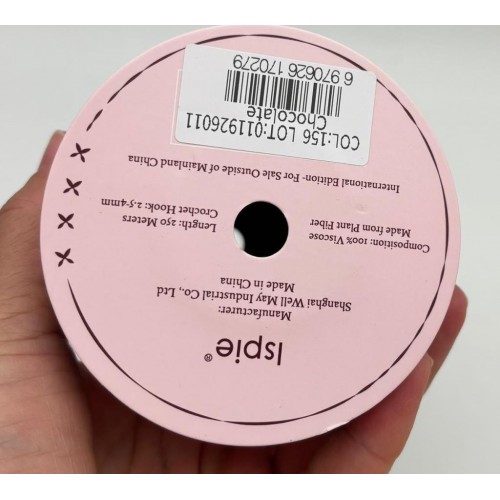 Ispie®
Manufacturer:
Shanghai Well May Industrial Co., Ltd
Made in China
Composition: 100% Viscose
Made from Plant Fiber
Length: 250 Meters
Crochet Hook: 2.5-4mm
International Edition- For Sale Outside of Mainland China
COL:156 LOT:011926011
Chocolate
6 970626 170279